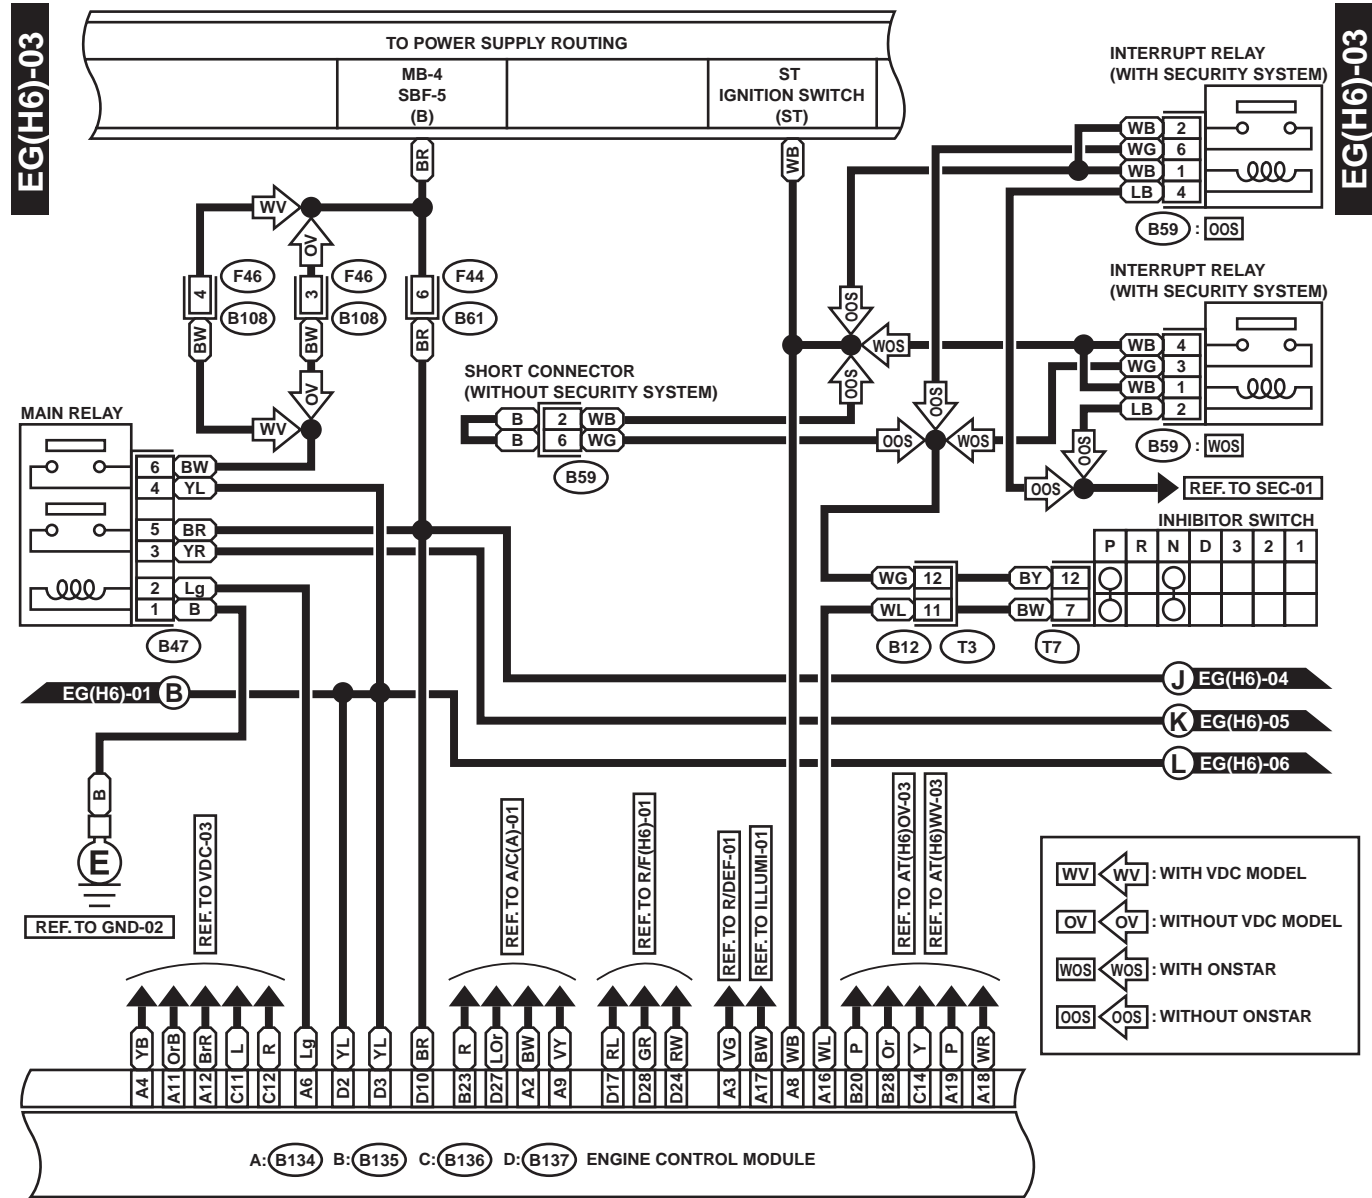 EG(H6)-03
EG(H6)-03
TO POWER SUPPLY ROUTING
MB-4
SBF-5
(B)
ST
IGNITION SWITCH
(ST)
BR
WB
INTERRUPT RELAY
(WITH SECURITY SYSTEM)
WB 2
WG 6
WB 1
LB 4
B59 : OOS
WV
OV
4
F46
B108
3
F46
B108
6
F44
B61
BW
BW
BR
OV
WV
OOS
WOS
OOS
OOS
INTERRUPT RELAY
(WITH SECURITY SYSTEM)
WB 4
WG 3
WB 1
LB 2
B59 : WOS
SHORT CONNECTOR
(WITHOUT SECURITY SYSTEM)
B 2 WB
B 6 WG
B59
OOS
WOS
OOS
OOS
REF. TO SEC-01
MAIN RELAY
6 BW
4 YL
5 BR
3 YR
2 Lg
1 B
B47
INHIBITOR SWITCH
P R N D 3 2 1
WG 12 BY 12
WL 11 BW 7
B12 T3 T7
EG(H6)-01 B
J EG(H6)-04
K EG(H6)-05
L EG(H6)-06
B
E
REF. TO GND-02
REF. TO VDC-03
REF. TO A/C(A)-01
REF. TO R/F(H6)-01
REF. TO R/DEF-01
REF. TO ILLUMI-01
REF. TO AT(H6)OV-03
REF. TO AT(H6)WV-03
WV WV : WITH VDC MODEL
OV OV : WITHOUT VDC MODEL
WOS WOS : WITH ONSTAR
OOS OOS : WITHOUT ONSTAR
YB OrB BrR L R Lg YL YL BR R LOr BW VY RL GR RW VG BW WB WL P Or Y P WR
A4 A11 A12 C11 C12 A6 D2 D3 D10 B23 D27 A2 A9 D17 D28 D24 A3 A17 A8 A16 B20 B28 C14 A19 A18
A: B134 B: B135 C: B136 D: B137 ENGINE CONTROL MODULE